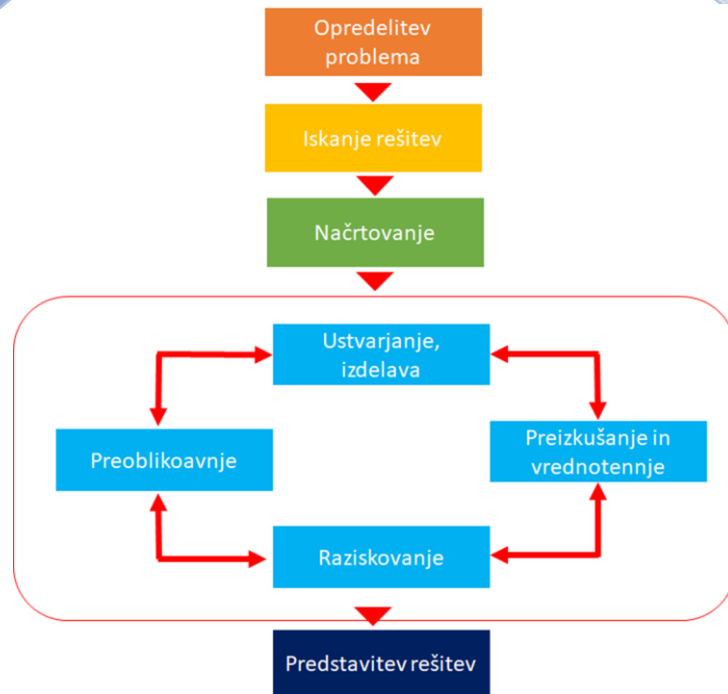 Opredelitev
problema
Iskanje rešitev
Načrtovanje
Ustvarjanje,
izdelava
Preoblikoavnje
Preizkušanje in
vrednotennje
Raziskovanje
Predstavitev rešitev